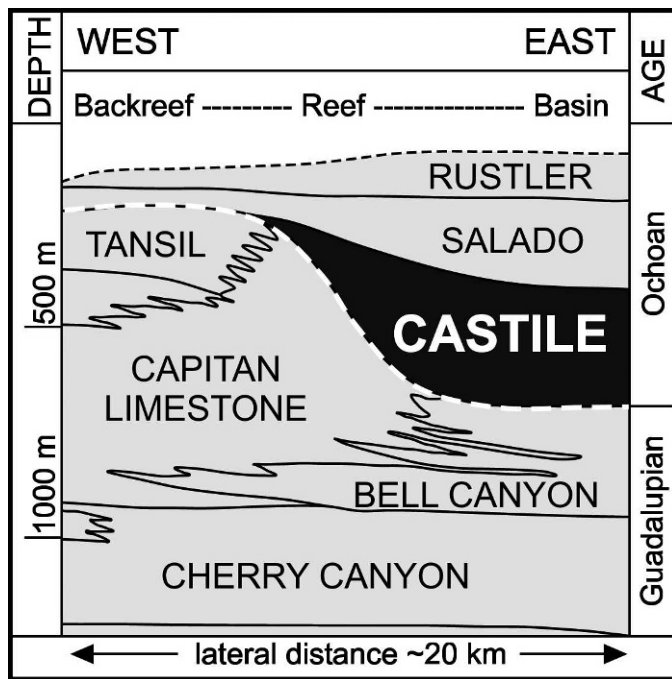 DEPTH
WEST
EAST
AGE
Backreef -------- Reef ------------- Basin
RUSTLER
TANSIL
SALADO
Ochoan
500 m
CASTILE
CAPITAN
LIMESTONE
BELL CANYON
1000 m
Guadalupian
CHERRY CANYON
lateral distance ~20 km